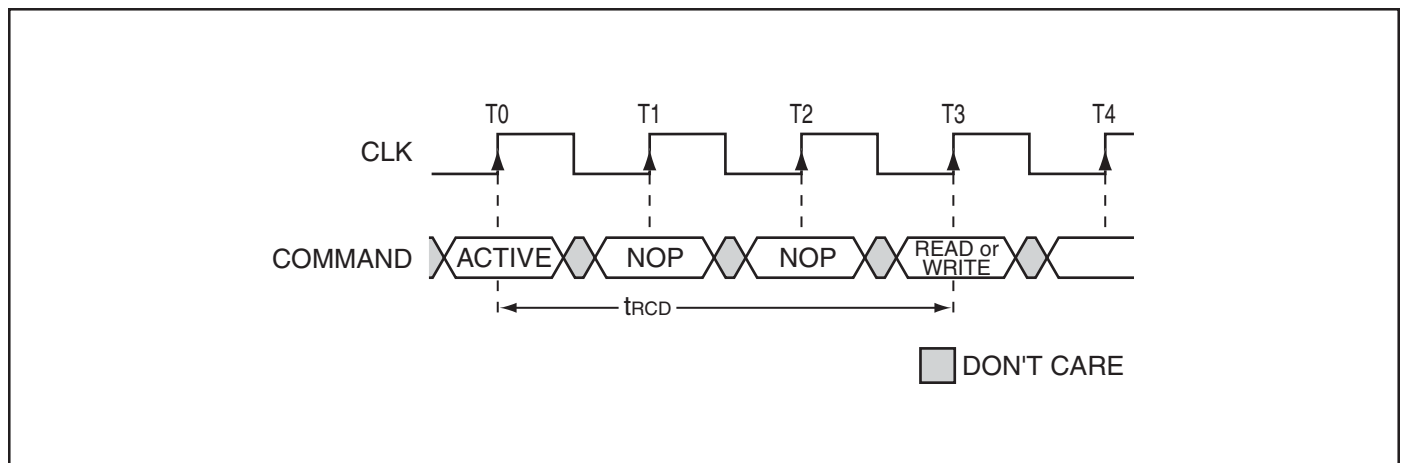 T0 T1 T2 T3 T4
CLK
COMMAND ACTIVE NOP NOP READ or
WRITE
tRCD
DON'T CARE